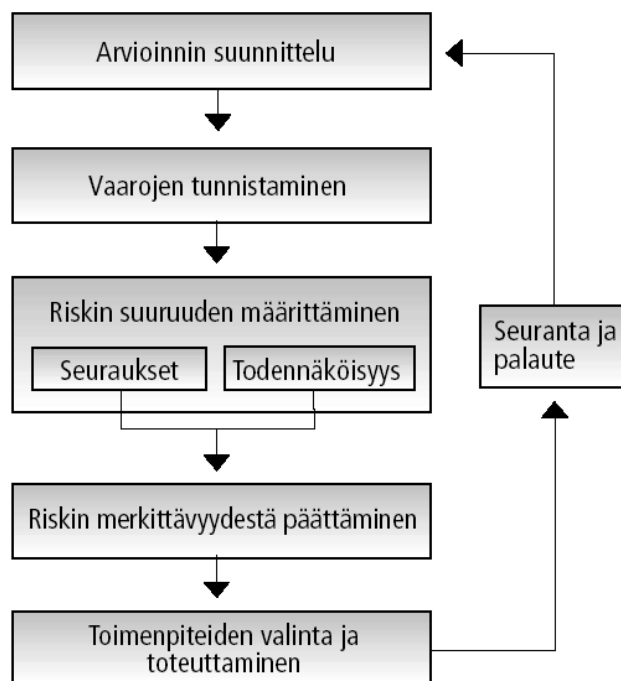 Arvioinnin suunnittelu
Vaarojen tunnistaminen
Riskin suuruuden määrittäminen
Seuraukset
Todennäköisyys
Riskin merkittävyydestä päättäminen
Toimenpiteiden valinta ja
toteuttaminen
Seuranta ja
palaute